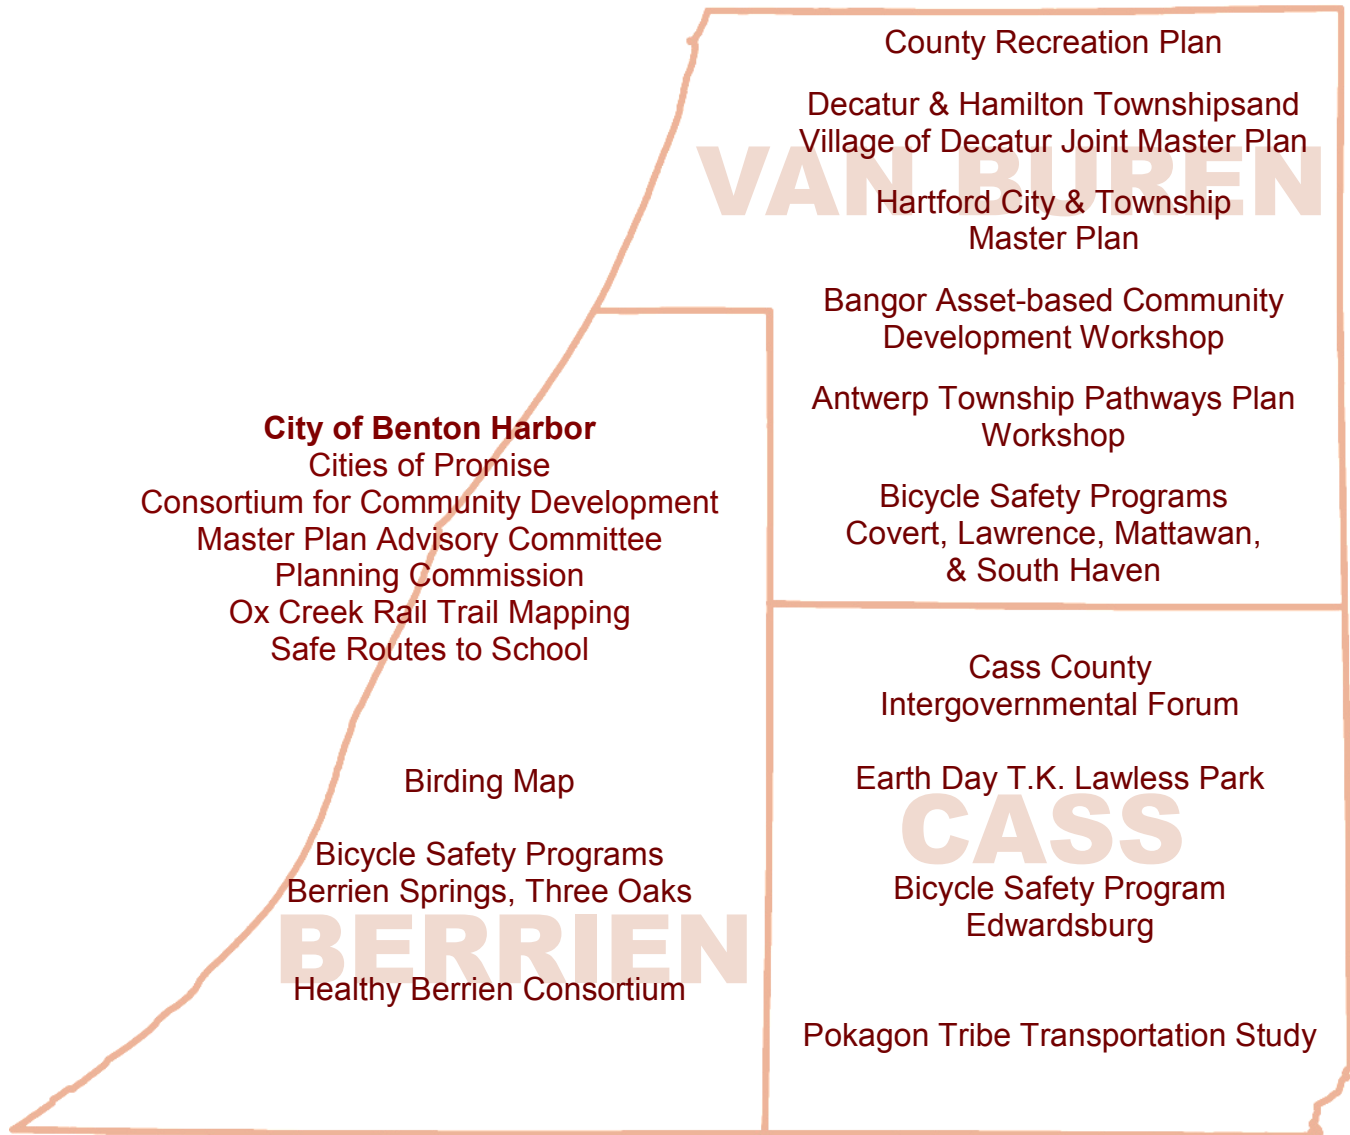 County Recreation Plan
Decatur & Hamilton Townshipsand
Village of Decatur Joint Master Plan
VAN BUREN
Hartford City & Township
Master Plan
Bangor Asset-based Community
Development Workshop
Antwerp Township Pathways Plan
Workshop
Bicycle Safety Programs
Covert, Lawrence, Mattawan,
& South Haven
City of Benton Harbor
Cities of Promise
Consortium for Community Development
Master Plan Advisory Committee
Planning Commission
Ox Creek Rail Trail Mapping
Safe Routes to School
Birding Map
Bicycle Safety Programs
Berrien Springs, Three Oaks
BERRIEN
Healthy Berrien Consortium
Cass County
Intergovernmental Forum
Earth Day T.K. Lawless Park
CASS
Bicycle Safety Program
Edwardsburg
Pokagon Tribe Transportation Study